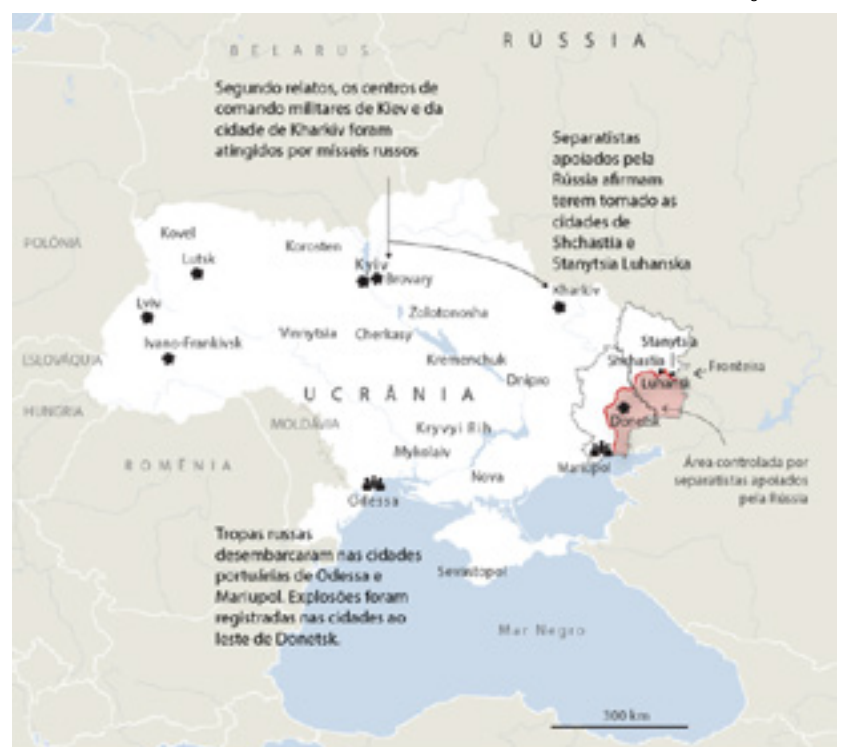 BELARUS
RÚSSIA
Segundo relatos, os centros de
comando militares de Kiev e da
cidade de Kharkiv foram
atingidos por mísseis russos
Separatistas
apoiados pela
Rússia afirmam
terem tomado as
cidades de
Shchastia e
Stanytsia Luhanska
POLÔNIA
Kovel
Lutsk
Korosten
Kyiv
Brovary
Kharkiv
Lviv
Zolotonosha
Ivano-Frankivsk
Vinnytsia
Cherkasy
Stanytsia
Shchastia
Fronteira
ESLOVÁQUIA
Kremenchuk
Luhansk
Dnipro
UCRÂNIA
HUNGRIA
MOLDÁVIA
Kryvyi Rih
Donetsk
ROMÊNIA
Mykolaiv
Mariupol
Nova
Área controlada por
separatistas apoiados
pela Rússia
Odessa
Tropas russas
desembarcaram nas cidades
portuárias de Odessa e
Mariupol. Explosões foram
registradas nas cidades ao
leste de Donetsk.
Sevastopol
Mar Negro
300 km